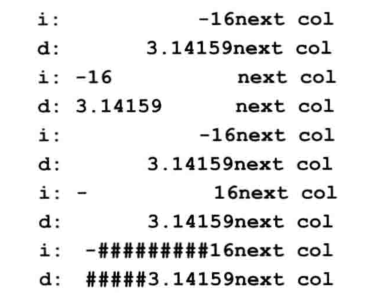 i:          -16next col
d:      3.14159next col
i: -16         next col
d: 3.14159     next col
i:          -16next col
d:      3.14159next col
i: -         16next col
d:      3.14159next col
i: -#########16next col
d: #####3.14159next col